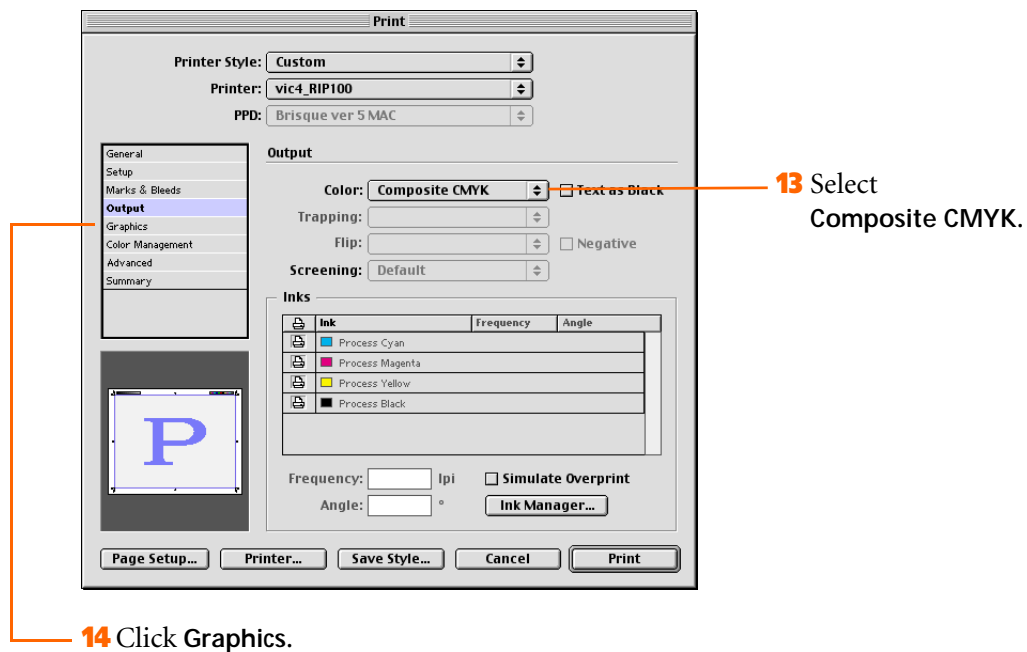 Print
Printer Style: Custom
Printer: vic4_RIP100
PPD: Brisque ver 5 MAC
General
Setup
Marks & Bleeds
Output
Graphics
Color Management
Advanced
Summary
Output
Color: Composite CMYK Text as Black
Trapping:
Flip: Negative
Screening: Default
Inks
Ink Frequency Angle
Process Cyan
Process Magenta
Process Yellow
Process Black
P
Frequency: lpi Simulate Overprint
Angle: ° Ink Manager...
Page Setup... Printer... Save Style... Cancel Print
13 Select
Composite CMYK.
14 Click Graphics.